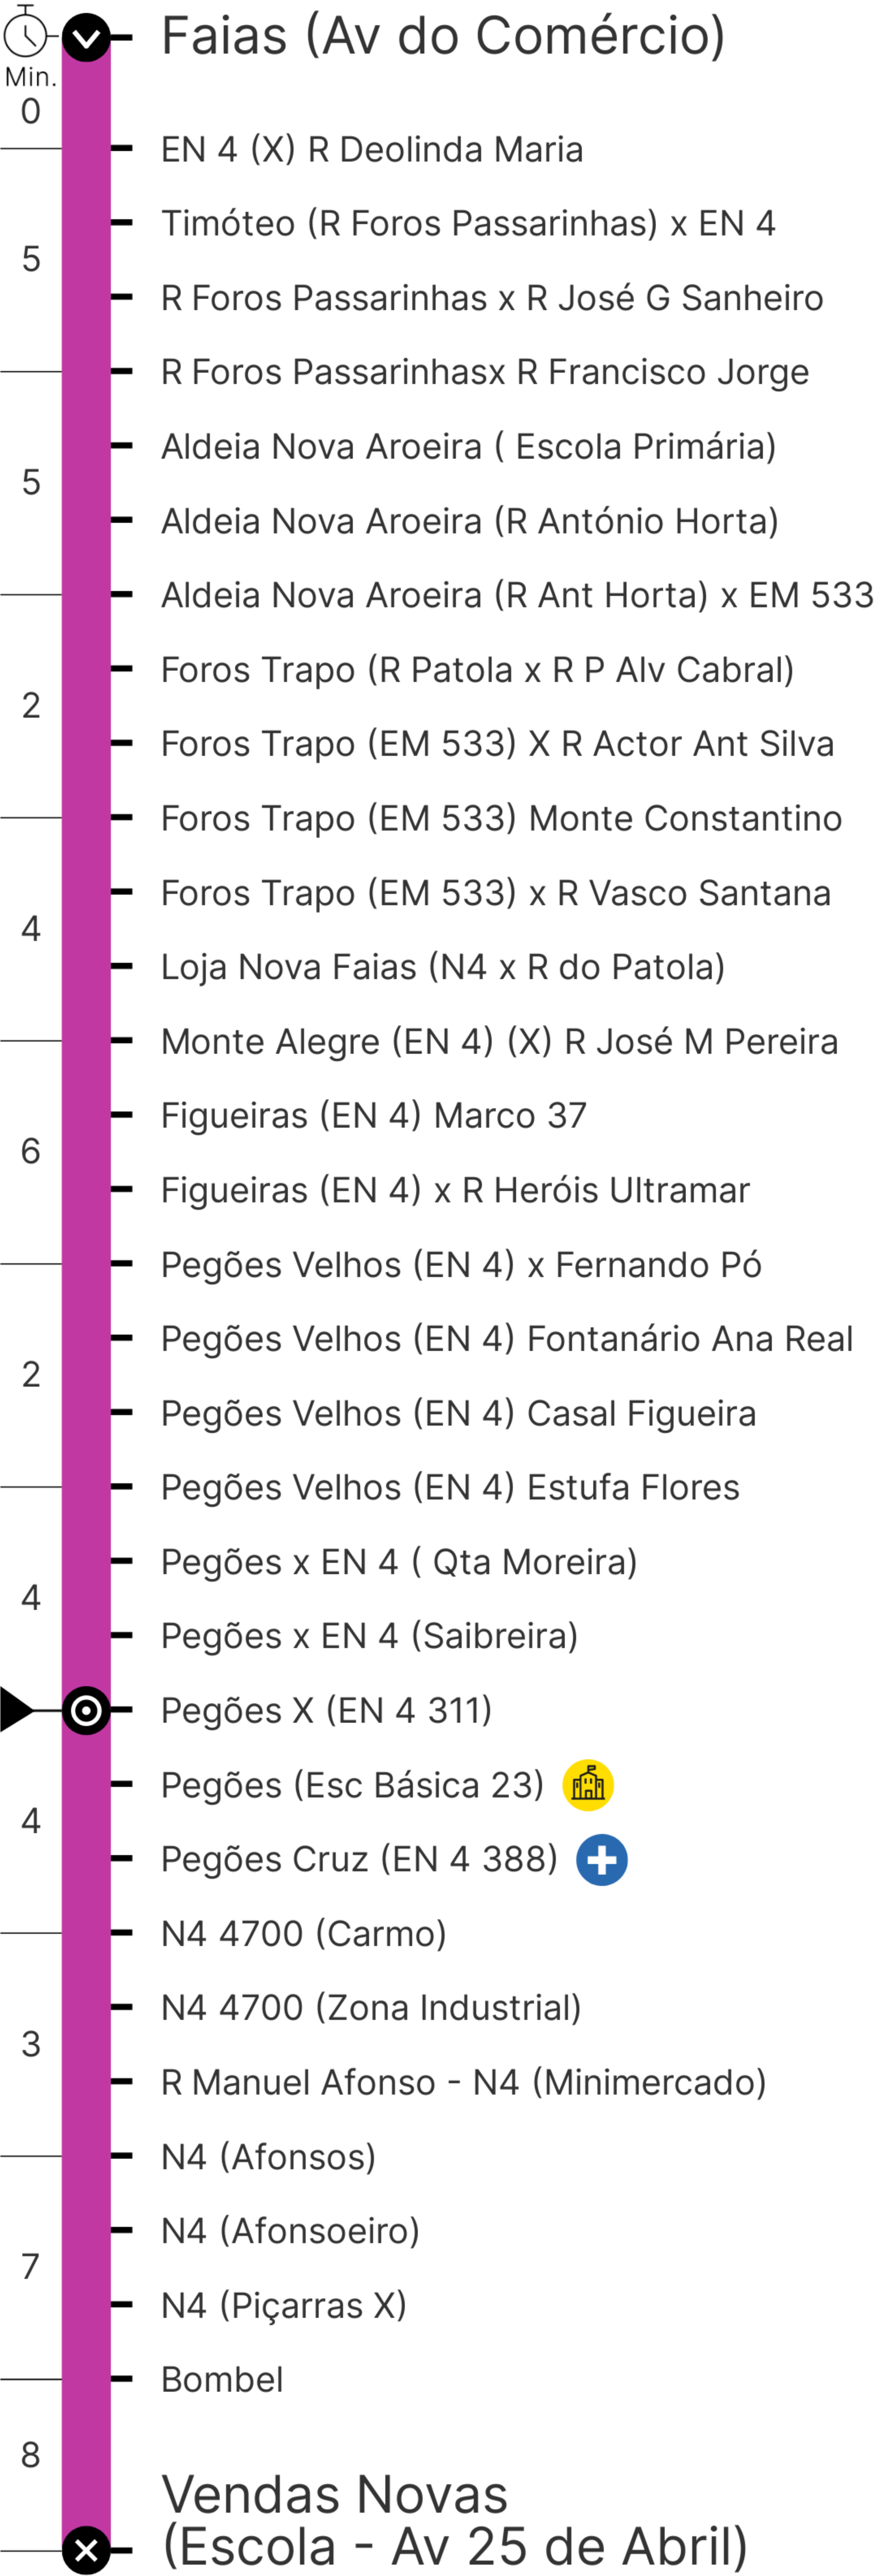 Faias (Av do Comércio)
Min.
0
EN 4 (X) R Deolinda Maria
Timóteo (R Foros Passarinhas) x EN 4
5
R Foros Passarinhas x R José G Sanheiro
R Foros Passarinhasx R Francisco Jorge
Aldeia Nova Aroeira ( Escola Primária)
5
Aldeia Nova Aroeira (R António Horta)
Aldeia Nova Aroeira (R Ant Horta) x EM 533
Foros Trapo (R Patola x R P Alv Cabral)
2
Foros Trapo (EM 533) X R Actor Ant Silva
Foros Trapo (EM 533) Monte Constantino
Foros Trapo (EM 533) x R Vasco Santana
4
Loja Nova Faias (N4 x R do Patola)
Monte Alegre (EN 4) (X) R José M Pereira
Figueiras (EN 4) Marco 37
6
Figueiras (EN 4) x R Heróis Ultramar
Pegões Velhos (EN 4) x Fernando Pó
Pegões Velhos (EN 4) Fontanário Ana Real
2
Pegões Velhos (EN 4) Casal Figueira
Pegões Velhos (EN 4) Estufa Flores
Pegões x EN 4 ( Qta Moreira)
4
Pegões x EN 4 (Saibreira)
Pegões X (EN 4 311)
Pegões (Esc Básica 23)
4
Pegões Cruz (EN 4 388)
N4 4700 (Carmo)
N4 4700 (Zona Industrial)
3
R Manuel Afonso - N4 (Minimercado)
N4 (Afonsos)
N4 (Afonsoeiro)
7
N4 (Piçarras X)
Bombel
8
Vendas Novas
(Escola - Av 25 de Abril)